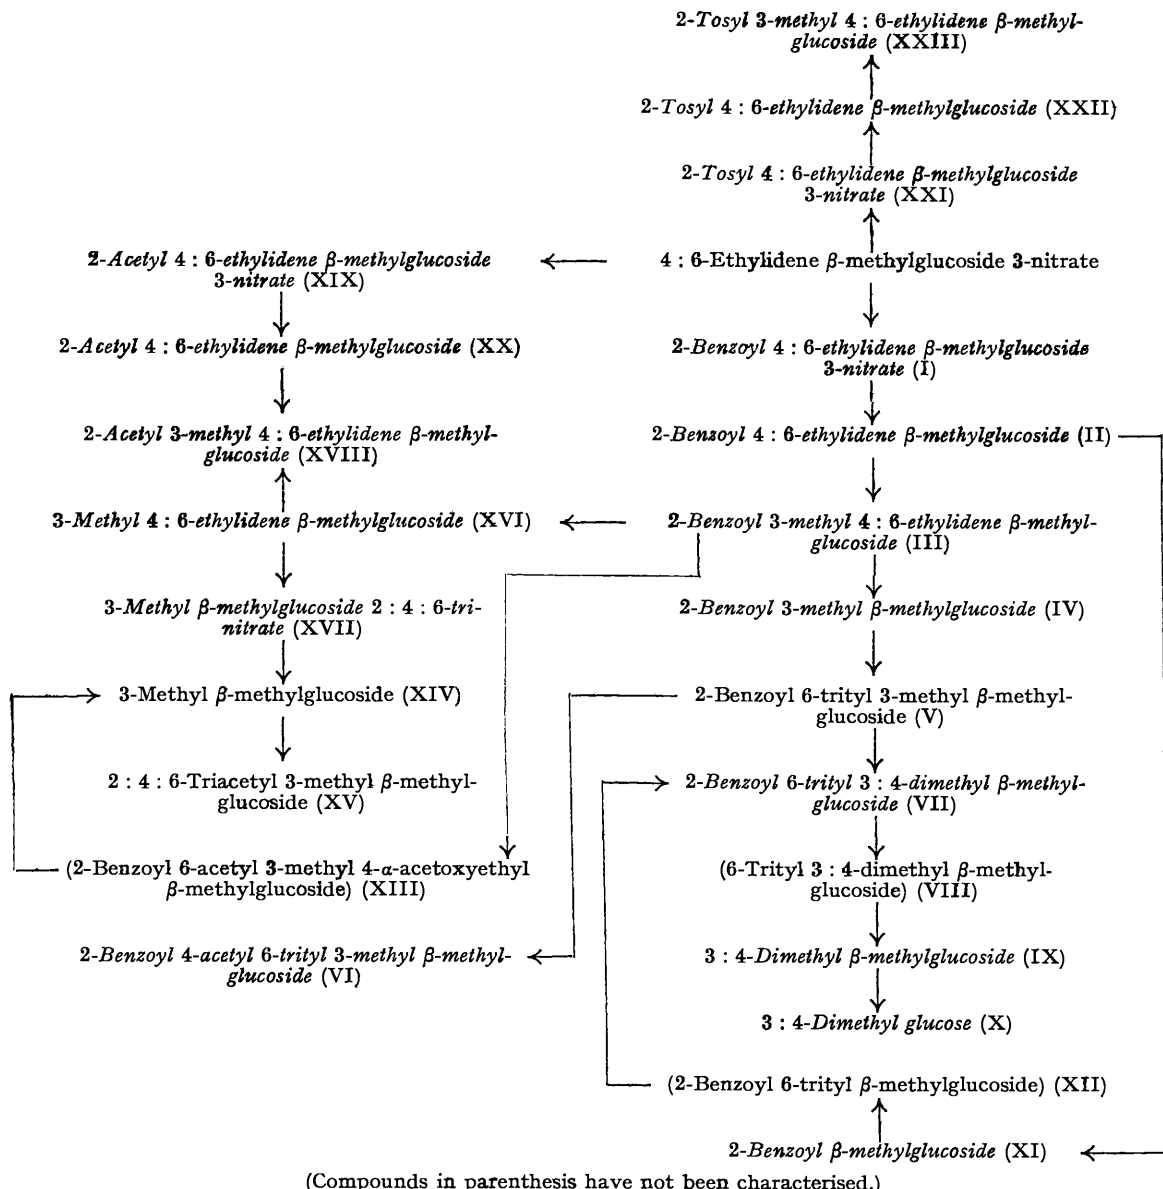 2-Tosyl 3-methyl 4 : 6-ethylidene β-methyl-
glucoside (XXIII)
2-Tosyl 4 : 6-ethylidene β-methylglucoside (XXII)
2-Tosyl 4 : 6-ethylidene β-methylglucoside
3-nitrate (XXI)
2-Acetyl 4 : 6-ethylidene β-methylglucoside
3-nitrate (XIX)
4 : 6-Ethylidene β-methylglucoside 3-nitrate
2-Acetyl 4 : 6-ethylidene β-methylglucoside (XX)
2-Benzoyl 4 : 6-ethylidene β-methylglucoside
3-nitrate (I)
2-Acetyl 3-methyl 4 : 6-ethylidene β-methyl-
glucoside (XVIII)
2-Benzoyl 4 : 6-ethylidene β-methylglucoside (II)
3-Methyl 4 : 6-ethylidene β-methylglucoside (XVI)
2-Benzoyl 3-methyl 4 : 6-ethylidene β-methyl-
glucoside (III)
3-Methyl β-methylglucoside 2 : 4 : 6-tri-
nitrate (XVII)
2-Benzoyl 3-methyl β-methylglucoside (IV)
3-Methyl β-methylglucoside (XIV)
2-Benzoyl 6-trityl 3-methyl β-methyl-
glucoside (V)
2 : 4 : 6-Triacetyl 3-methyl β-methyl-
glucoside (XV)
2-Benzoyl 6-trityl 3 : 4-dimethyl β-methyl-
glucoside (VII)
(2-Benzoyl 6-acetyl 3-methyl 4-α-acetoxyethyl
β-methylglucoside) (XIII)
(6-Trityl 3 : 4-dimethyl β-methyl-
glucoside) (VIII)
2-Benzoyl 4-acetyl 6-trityl 3-methyl β-methyl-
glucoside (VI)
3 : 4-Dimethyl β-methylglucoside (IX)
3 : 4-Dimethyl glucose (X)
(2-Benzoyl 6-trityl β-methylglucoside) (XII)
2-Benzoyl β-methylglucoside (XI)
(Compounds in parenthesis have not been characterised.)